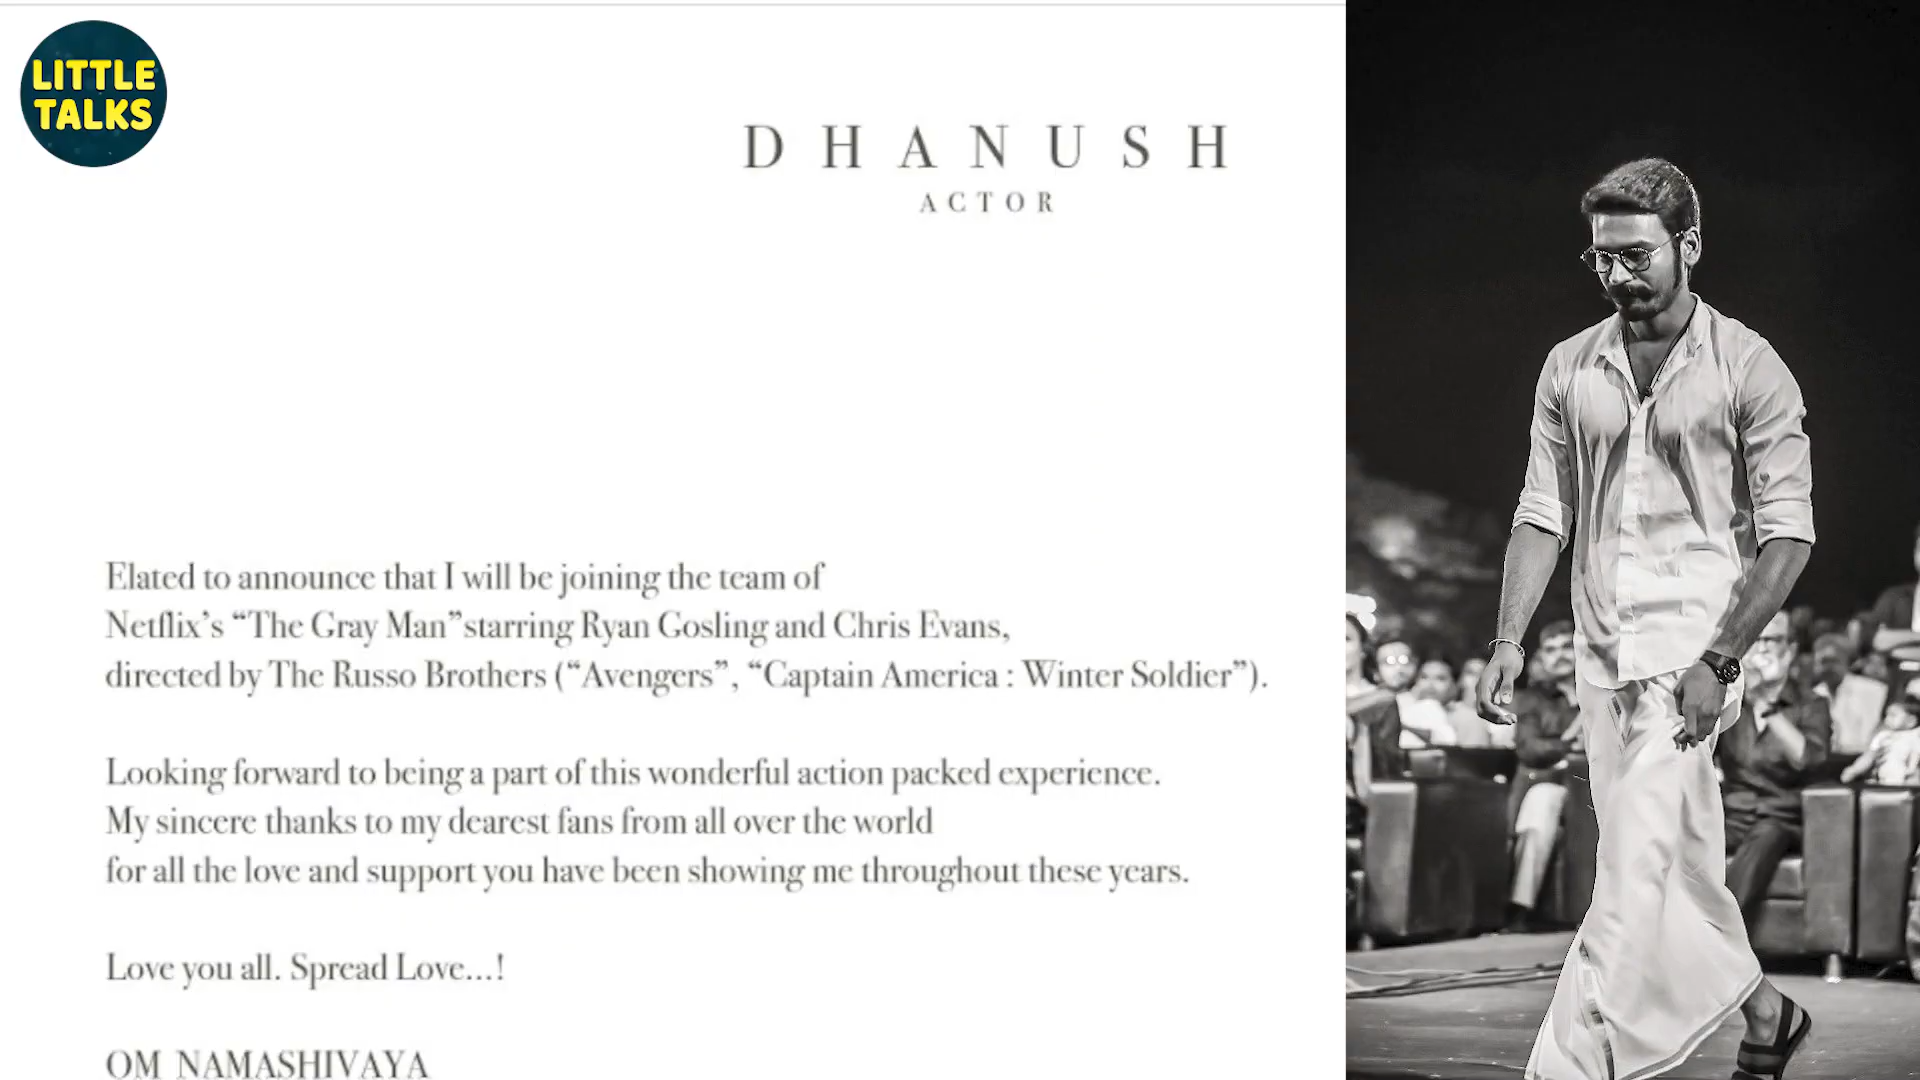 LITTLE
TALKS
DHANUSH
ACTOR
Elated to announce that I will be joining the team of
Netflix's “The Gray Man”starring Ryan Gosling and Chris Evans,
directed by The Russo Brothers (“Avengers”, “Captain America : Winter Soldier”).
Looking forward to being a part of this wonderful action packed experience.
My sincere thanks to my dearest fans from all over the world
for all the love and support you have been showing me throughout these years.
Love you all. Spread Love...!
OM NAMASHIVAYA